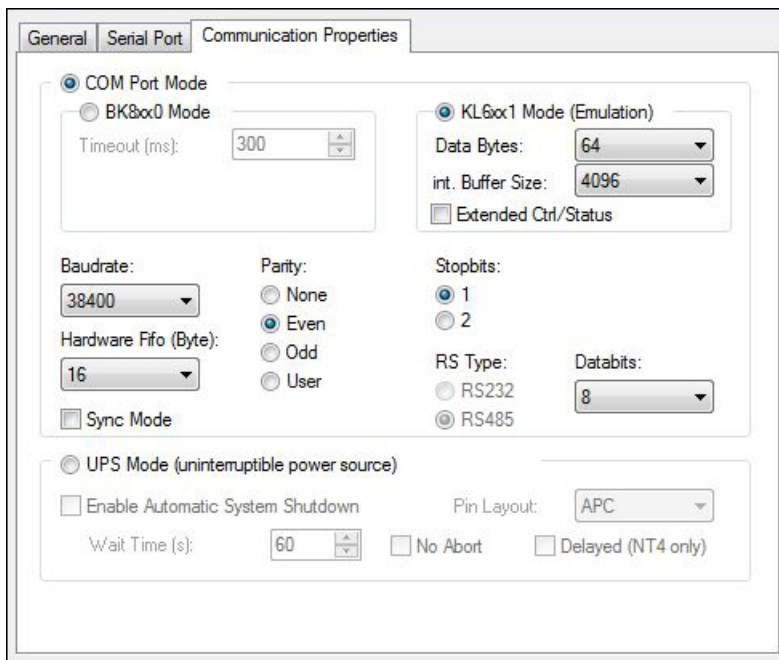 General Serial Port Communication Properties
COM Port Mode
BK8xx0 Mode
Timeout (ms): 300
KL6xx1 Mode (Emulation)
Data Bytes: 64
int. Buffer Size: 4096
Extended Ctrl/Status
Baudrate:
38400
Hardware Fifo (Byte):
16
Sync Mode
Parity:
None
Even
Odd
User
Stopbits:
1
2
RS Type:
RS232
RS485
Databits:
8
UPS Mode (uninterruptible power source)
Enable Automatic System Shutdown Pin Layout: APC
Wait Time (s): 60 No Abort Delayed (NT4 only)